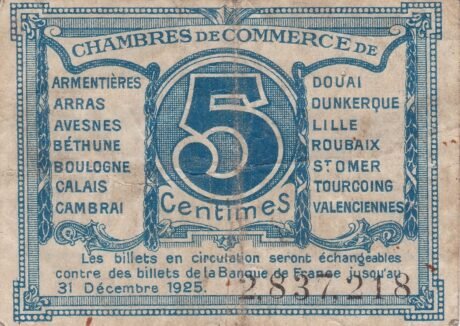 CHAMBRES DE COMMERCE DE
ARMENTIÈRES
ARRAS
AVESNES
BÉTHUNE
BOULOGNE
CALAIS
CAMBRAI
5
Centimes
DOUAI
DUNKERQUE
LILLE
ROUBAIX
ST OMER
TOURCOING
VALENCIENNES
Les billets en circulation seront échangeables
contre des billets de la Banque de France jusqu'au
31 Décembre 1925.
2.837.218